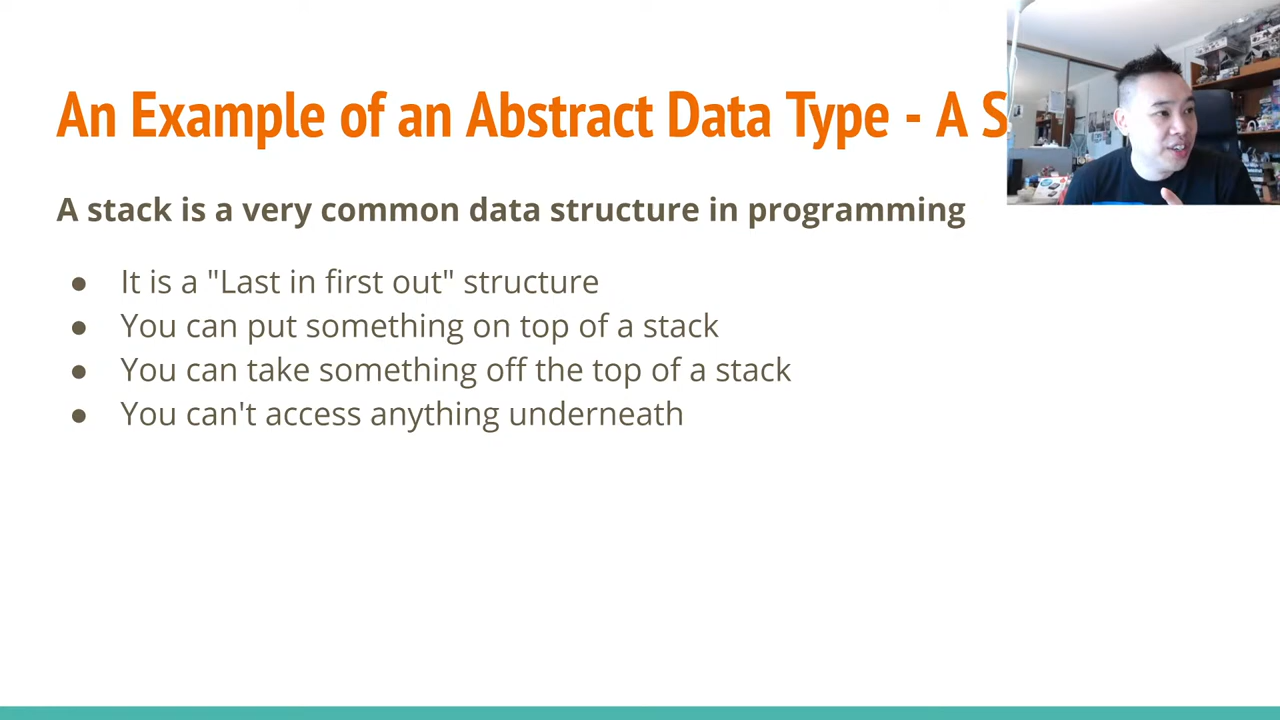 An Example of an Abstract Data Type - A S
A stack is a very common data structure in programming
● It is a "Last in first out" structure
● You can put something on top of a stack
● You can take something off the top of a stack
● You can't access anything underneath